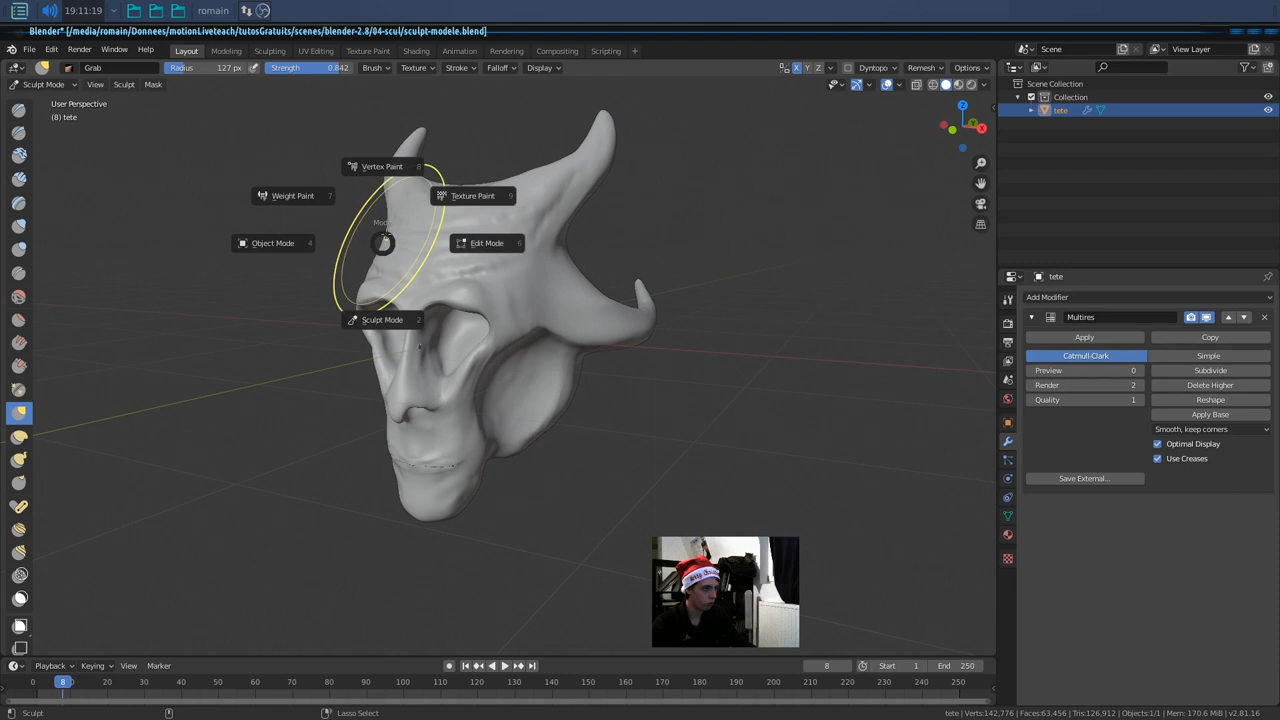 19:11:19 romain
Blender* [/media/romain/Donnees/motionLiveteach/tutosGratuits/scenes/blender-2.8/04-scul/sculpt-modele.blend]
File Edit Render Window Help Layout Modeling Sculpting UV Editing Texture Paint Shading Animation Rendering Compositing Scripting + Scene View Layer
Grab Radius 127 px Strength 0.842 Brush Texture Stroke Falloff Display X Y Z Dyntopo Remesh Options
Sculpt Mode View Sculpt Mask
User Perspective
(8) tete
Scene Collection
Collection
tete
Z
Y
X
Vertex Paint 8
Weight Paint 7
Texture Paint 9
Object Mode 4
Edit Mode 6
Sculpt Mode 2
tete
Add Modifier
Multires
Apply Copy
Catmull-Clark Simple
Preview 0 Subdivide
Render 2 Delete Higher
Quality 1 Reshape
Apply Base
Smooth, keep corners
Optimal Display
Use Creases
Save External...
Playback Keying View Marker 8 Start 1 End 250
0 8 10 20 30 40 50 60 70 80 90 100 110 120 130 140 150 160 170 180 190 200 210 220 230 240 250
Sculpt Lasso Select tete | Verts:142,776 | Faces:63,456 | Tris:126,912 | Objects:1/1 | Mem: 170.6 MiB | v2.81.16